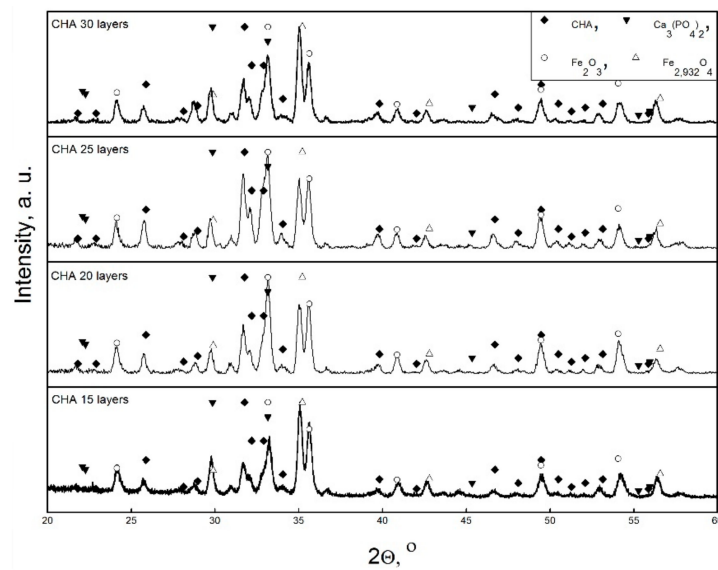 CHA 30 layers
CHA, Ca3(PO4)2
Fe2O3, Fe2,932O4
CHA 25 layers
CHA 20 layers
CHA 15 layers
Intensity, a. u.
20 25 30 35 40 45 50 55 60
2Θ, °